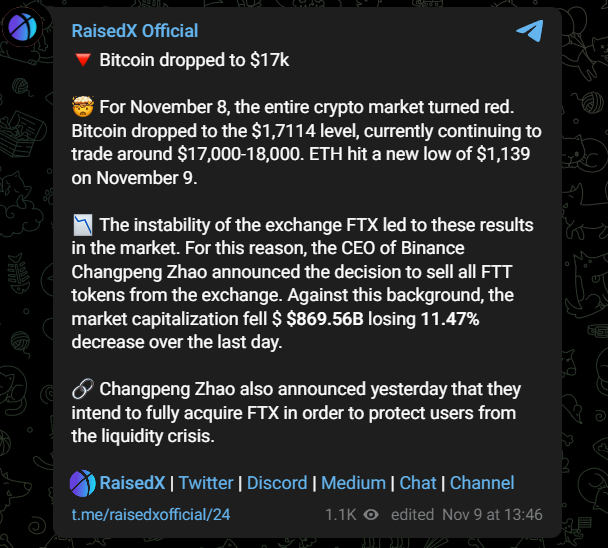 RaisedX Official
🔻 Bitcoin dropped to $17k
🤯 For November 8, the entire crypto market turned red.
Bitcoin dropped to the $1,7114 level, currently continuing to
trade around $17,000-18,000. ETH hit a new low of $1,139
on November 9.
📉 The instability of the exchange FTX led to these results
in the market. For this reason, the CEO of Binance
Changpeng Zhao announced the decision to sell all FTT
tokens from the exchange. Against this background, the
market capitalization fell $ $869.56B losing 11.47%
decrease over the last day.
🔗 Changpeng Zhao also announced yesterday that they
intend to fully acquire FTX in order to protect users from
the liquidity crisis.
RaisedX | Twitter | Discord | Medium | Chat | Channel
t.me/raisedxofficial/24 1.1K edited Nov 9 at 13:46